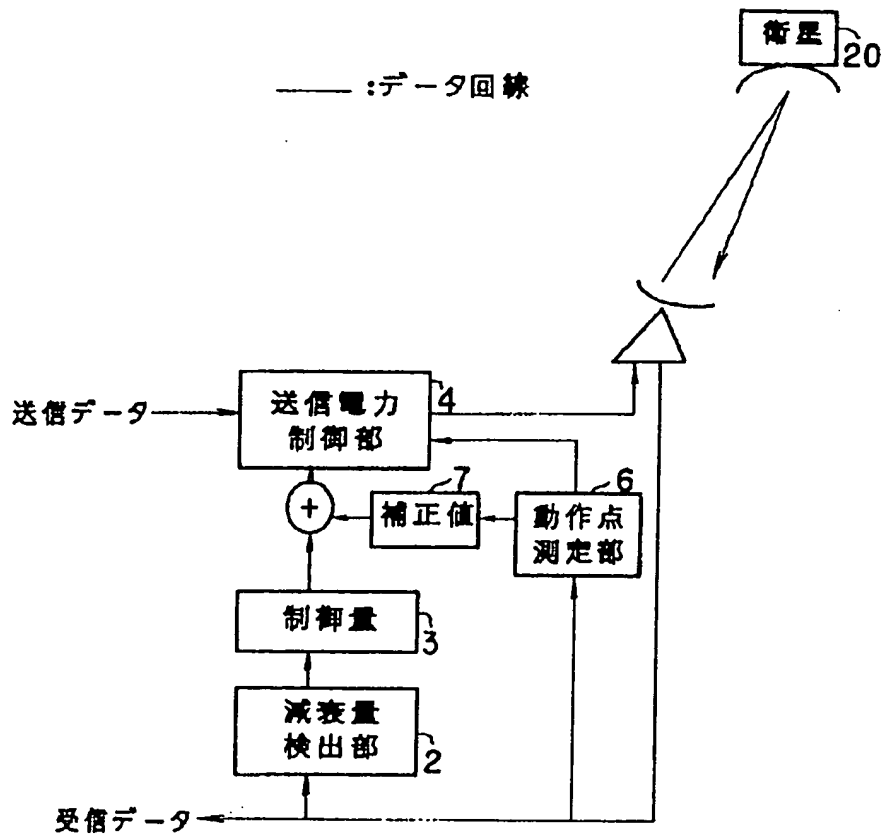 衛星
20
:データ回線
送信データ
送信電力
制御部
4
+
7
補正値
6
動作点
測定部
制御量
3
減衰量
検出部
2
受信データ